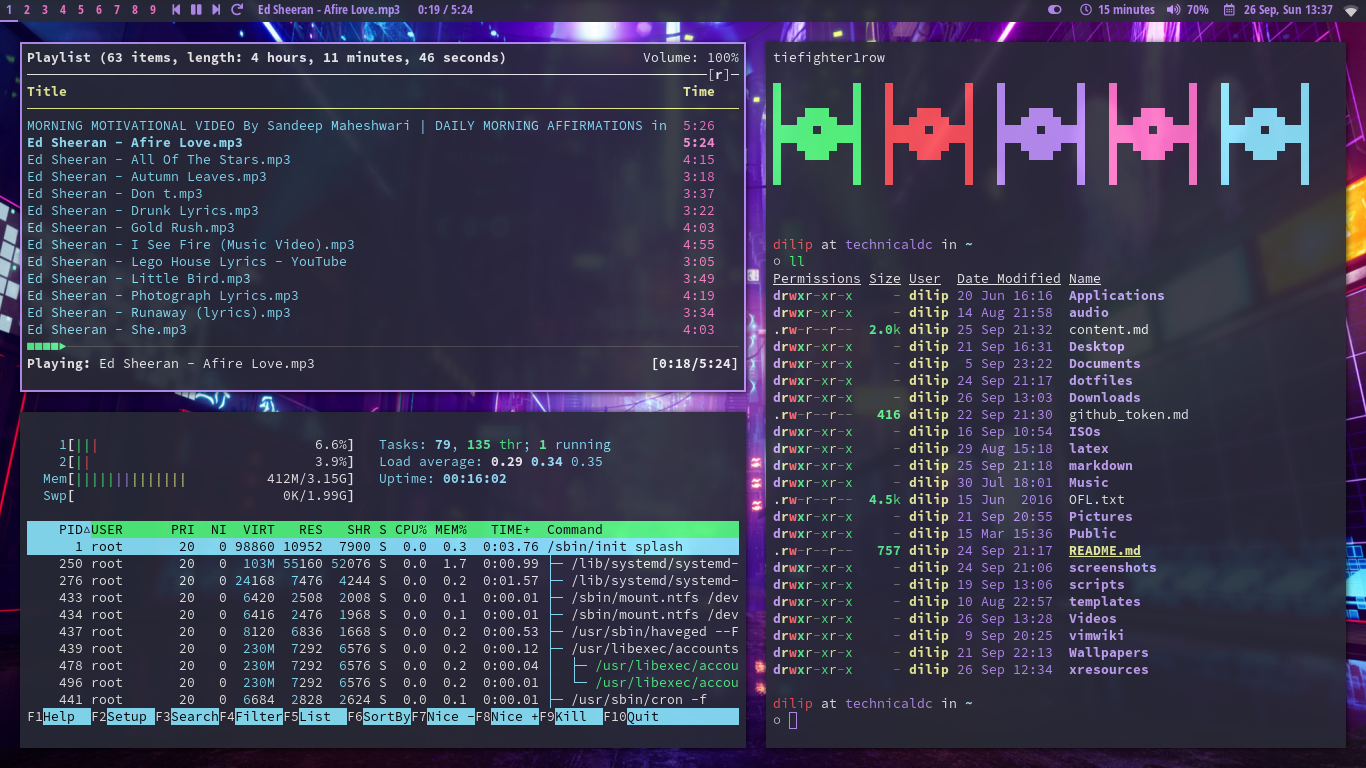 1 2 3 4 5 6 7 8 9 Ed Sheeran - Afire Love.mp3 0:19 / 5:24 15 minutes 70% 26 Sep, Sun 13:37
Playlist (63 items, length: 4 hours, 11 minutes, 46 seconds) Volume: 100%
[r]
Title Time
MORNING MOTIVATIONAL VIDEO By Sandeep Maheshwari | DAILY MORNING AFFIRMATIONS in 5:26
Ed Sheeran - Afire Love.mp3 5:24
Ed Sheeran - All Of The Stars.mp3 4:15
Ed Sheeran - Autumn Leaves.mp3 3:18
Ed Sheeran - Don t.mp3 3:37
Ed Sheeran - Drunk Lyrics.mp3 3:22
Ed Sheeran - Gold Rush.mp3 4:03
Ed Sheeran - I See Fire (Music Video).mp3 4:55
Ed Sheeran - Lego House Lyrics - YouTube 3:05
Ed Sheeran - Little Bird.mp3 3:49
Ed Sheeran - Photograph Lyrics.mp3 4:19
Ed Sheeran - Runaway (lyrics).mp3 3:34
Ed Sheeran - She.mp3 4:03
Playing: Ed Sheeran - Afire Love.mp3 [0:18/5:24]
1[||| 6.6%] Tasks: 79, 135 thr; 1 running
2[|| 3.9%] Load average: 0.29 0.34 0.35
Mem[|||||||||||||| 412M/3.15G] Uptime: 00:16:02
Swp[ 0K/1.99G]
PID△USER PRI NI VIRT RES SHR S CPU% MEM% TIME+ Command
1 root 20 0 98860 10952 7900 S 0.0 0.3 0:03.76 /sbin/init splash
250 root 20 0 103M 55160 52076 S 0.0 1.7 0:00.99 ├─ /lib/systemd/systemd-
276 root 20 0 24168 7476 4244 S 0.0 0.2 0:01.57 ├─ /lib/systemd/systemd-
433 root 20 0 6420 2508 2008 S 0.0 0.1 0:00.01 ├─ /sbin/mount.ntfs /dev
434 root 20 0 6416 2476 1968 S 0.0 0.1 0:00.01 ├─ /sbin/mount.ntfs /dev
437 root 20 0 8120 6836 1668 S 0.0 0.2 0:00.53 ├─ /usr/sbin/haveged --F
439 root 20 0 230M 7292 6576 S 0.0 0.2 0:00.12 ├─ /usr/libexec/accounts
478 root 20 0 230M 7292 6576 S 0.0 0.2 0:00.04 │ ├─ /usr/libexec/accou
496 root 20 0 230M 7292 6576 S 0.0 0.2 0:00.01 │ └─ /usr/libexec/accou
441 root 20 0 6684 2828 2624 S 0.0 0.1 0:00.01 ├─ /usr/sbin/cron -f
F1Help F2Setup F3SearchF4FilterF5List F6SortByF7Nice -F8Nice +F9Kill F10Quit
tiefighter1row
dilip at technicaldc in ~
○ ll
Permissions Size User Date Modified Name
drwxr-xr-x - dilip 20 Jun 16:16 Applications
drwxr-xr-x - dilip 14 Aug 21:58 audio
.rw-r--r-- 2.0k dilip 25 Sep 21:32 content.md
drwxr-xr-x - dilip 21 Sep 16:31 Desktop
drwxr-xr-x - dilip 5 Sep 23:22 Documents
drwxr-xr-x - dilip 24 Sep 21:17 dotfiles
drwxr-xr-x - dilip 26 Sep 13:03 Downloads
.rw-r--r-- 416 dilip 22 Sep 21:30 github_token.md
drwxr-xr-x - dilip 16 Sep 10:54 ISOs
drwxr-xr-x - dilip 29 Aug 15:18 latex
drwxr-xr-x - dilip 25 Sep 21:18 markdown
drwxr-xr-x - dilip 30 Jul 18:01 Music
.rw-r--r-- 4.5k dilip 15 Jun 2016 OFL.txt
drwxr-xr-x - dilip 21 Sep 20:55 Pictures
drwxr-xr-x - dilip 15 Mar 15:36 Public
.rw-r--r-- 757 dilip 24 Sep 21:17 README.md
drwxr-xr-x - dilip 24 Sep 21:06 screenshots
drwxr-xr-x - dilip 19 Sep 13:06 scripts
drwxr-xr-x - dilip 10 Aug 22:57 templates
drwxr-xr-x - dilip 26 Sep 13:28 Videos
drwxr-xr-x - dilip 9 Sep 20:25 vimwiki
drwxr-xr-x - dilip 21 Sep 22:13 Wallpapers
drwxr-xr-x - dilip 26 Sep 12:34 xresources
dilip at technicaldc in ~
○